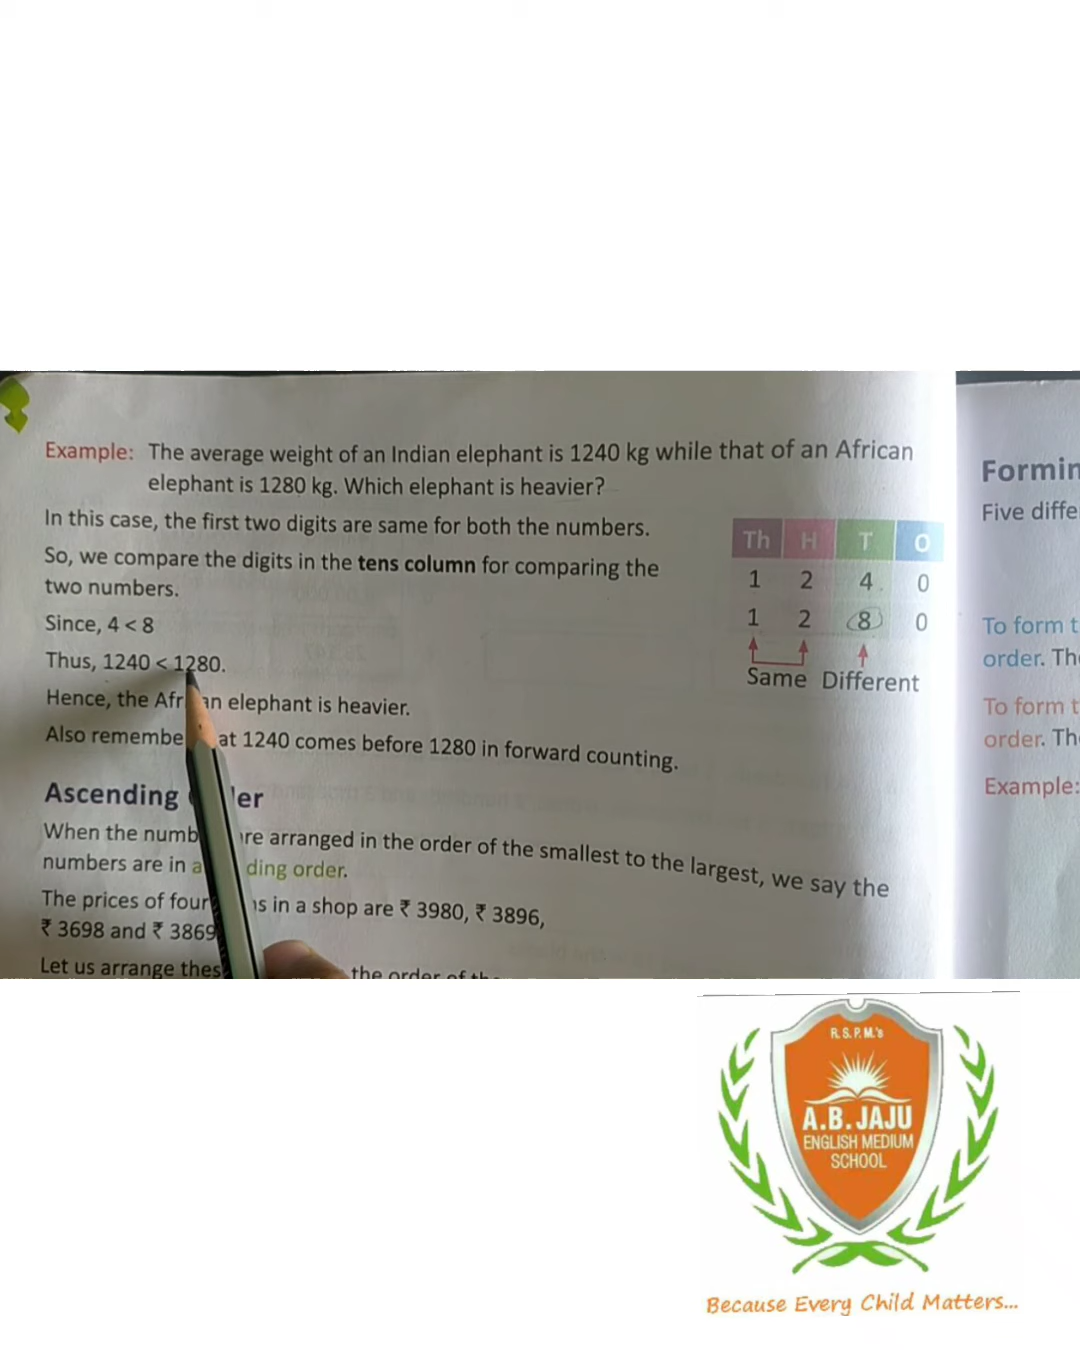 Example: The average weight of an Indian elephant is 1240 kg while that of an African
elephant is 1280 kg. Which elephant is heavier?
In this case, the first two digits are same for both the numbers.
So, we compare the digits in the tens column for comparing the
two numbers.
Since, 4 < 8
Thus, 1240 < 1280.
Hence, the Afr an elephant is heavier.
Also remembe at 1240 comes before 1280 in forward counting.
Th H T O
1 2 4 0
1 2 8 0
Same Different
Ascending er
When the numb re arranged in the order of the smallest to the largest, we say the
numbers are in a ding order.
The prices of four s in a shop are ₹ 3980, ₹ 3896,
₹ 3698 and ₹ 3869
Let us arrange thes the order of th
Formin
Five diffe
To form t
order. Th
To form t
order. Th
Example:
R.S.P.M.'s
A.B. JAJU
ENGLISH MEDIUM
SCHOOL
Because Every Child Matters...